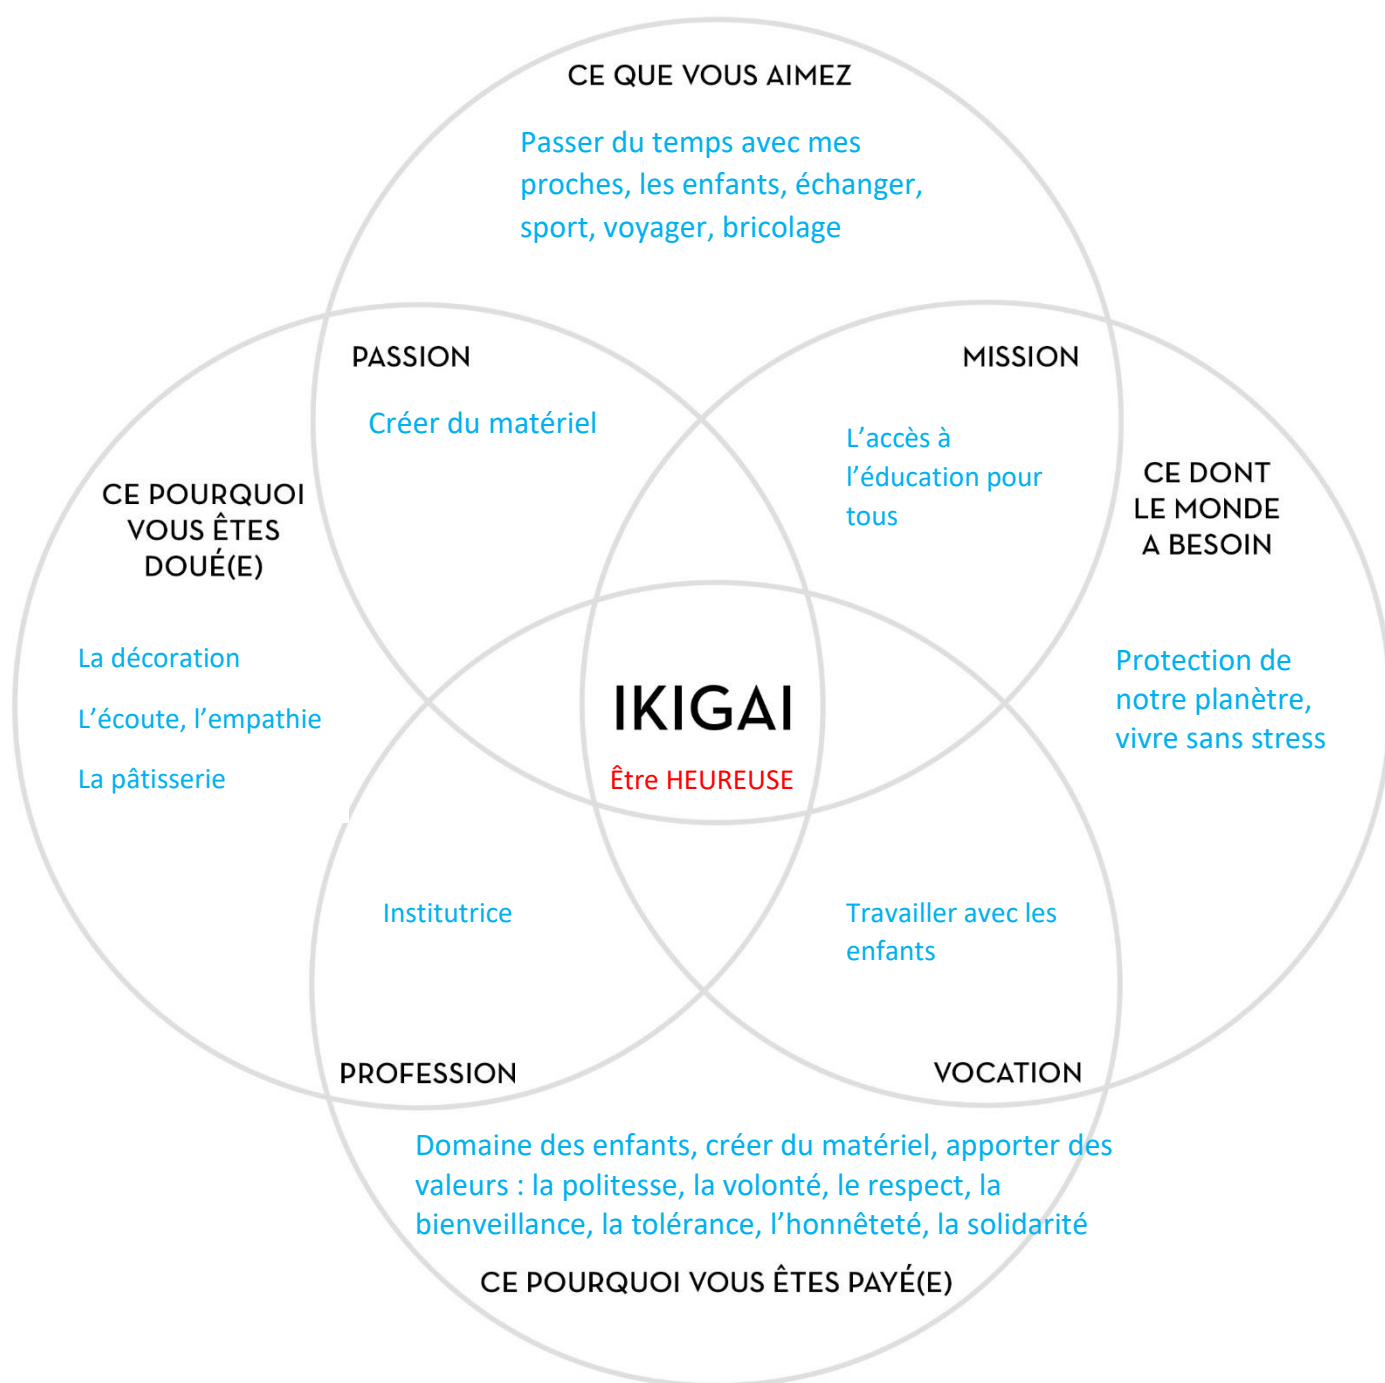 CE QUE VOUS AIMEZ
Passer du temps avec mes
proches, les enfants, échanger,
sport, voyager, bricolage
PASSION
Créer du matériel
MISSION
L’accès à
l’éducation pour
tous
CE POURQUOI
VOUS ÊTES
DOUÉ(E)
La décoration
L’écoute, l’empathie
La pâtisserie
CE DONT
LE MONDE
A BESOIN
Protection de
notre planètre,
vivre sans stress
IKIGAI
Être HEUREUSE
Institutrice
PROFESSION
Travailler avec les
enfants
VOCATION
Domaine des enfants, créer du matériel, apporter des
valeurs : la politesse, la volonté, le respect, la
bienveillance, la tolérance, l’honnêteté, la solidarité
CE POURQUOI VOUS ÊTES PAYÉ(E)